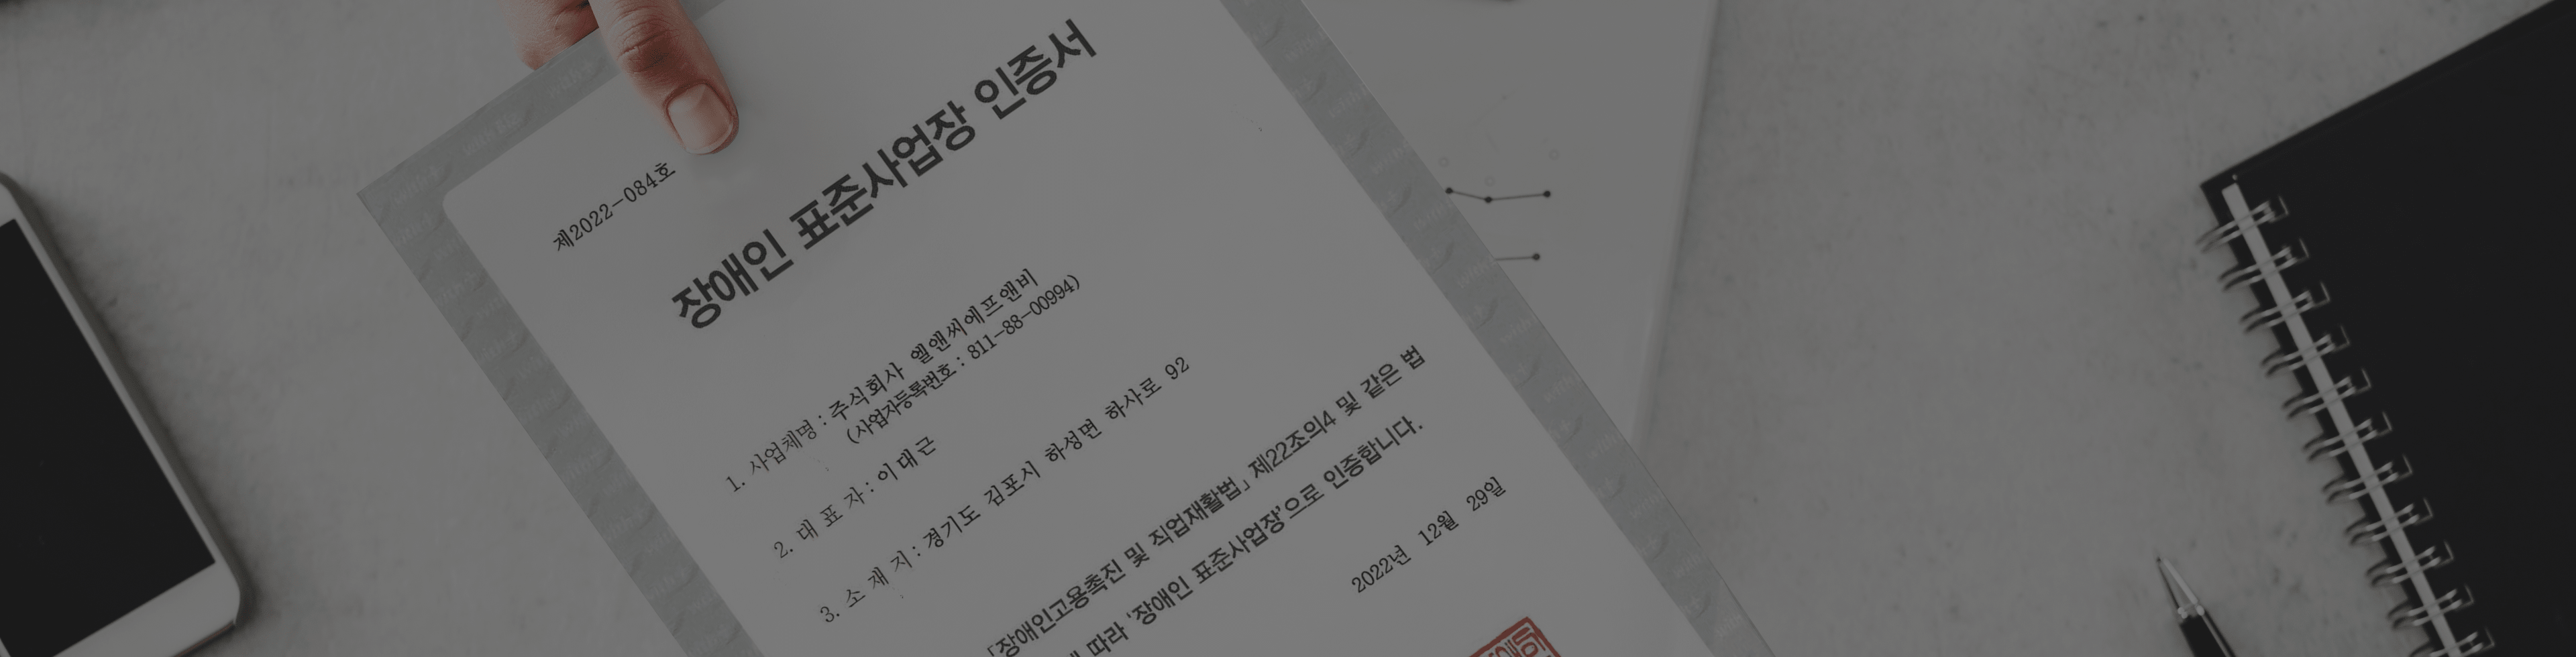 제2022-084호
장애인 표준사업장 인증서
1. 사업체명 : 주식회사 엘앤씨에프앤비
(사업자등록번호 : 811-88-00994)
2. 대 표 자 : 이대근
3. 소 재 지 : 경기도 김포시 하성면 하사로 92
「장애인고용촉진 및 직업재활법」 제22조의4 및 같은 법
따라 '장애인 표준사업장'으로 인증합니다.
2022년 12월 29일